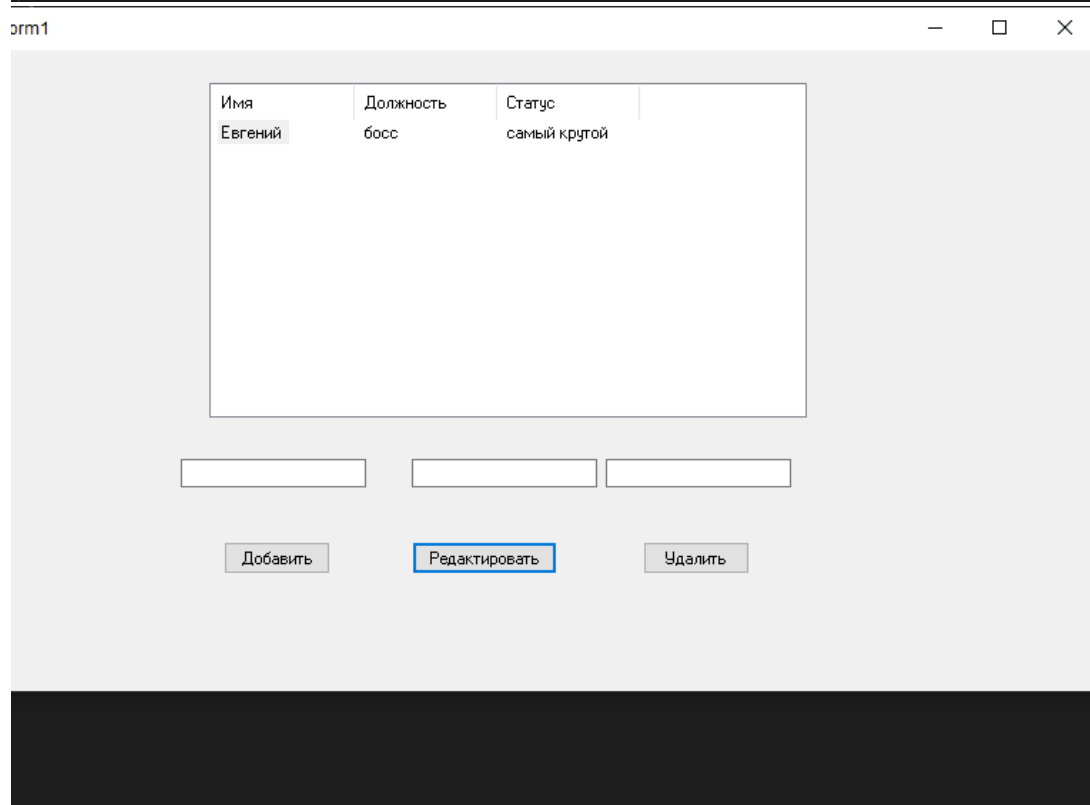 orm1
Имя Должность Статус
Евгений босс самый крутой
Добавить Редактировать Удалить